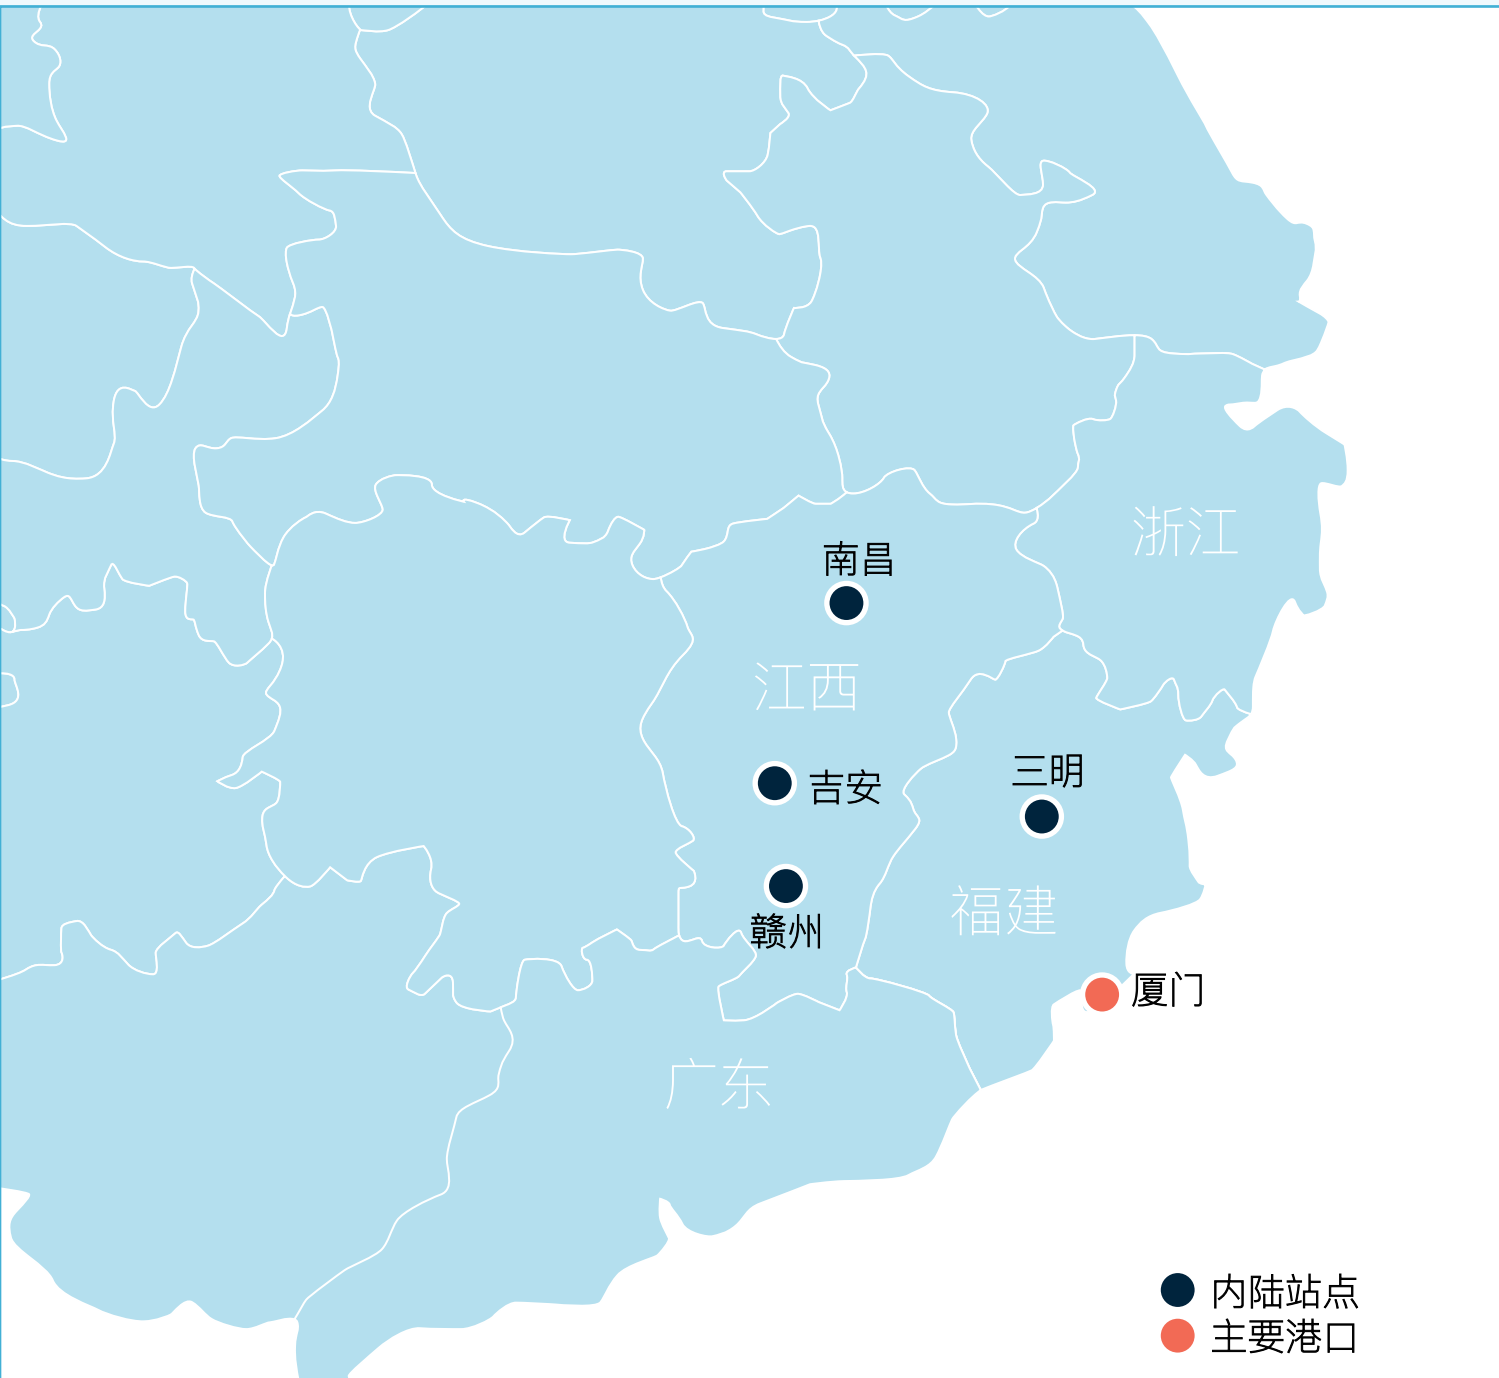 浙江
南昌
江西
三明
吉安
福建
赣州
厦门
广东
内陆站点
主要港口